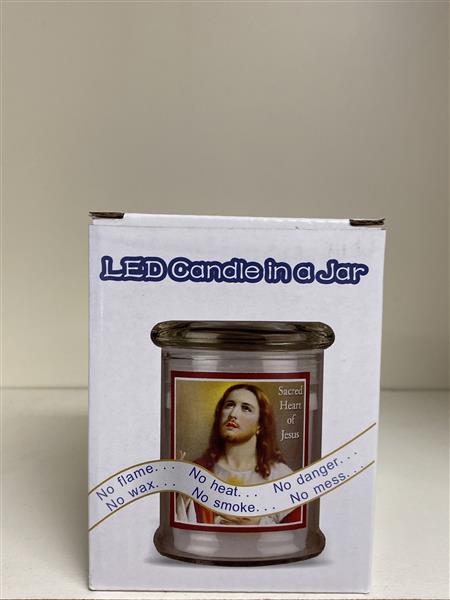 LED Candle in a Jar
Sacred
Heart
of
Jesus
No flame... No heat... No danger...
No wax... No smoke... No mess....